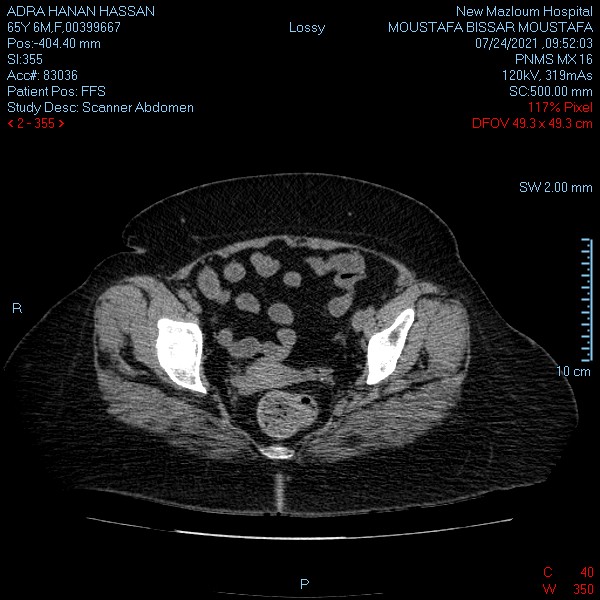 ADRA HANAN HASSAN
65Y 6M,F,00399667
Pos:-404.40 mm
SI:355
Acc#: 83036
Patient Pos: FFS
Study Desc: Scanner Abdomen
< 2 - 355 >
Lossy
New Mazloum Hospital
MOUSTAFA BISSAR MOUSTAFA
07/24/2021 ,09:52:03
PNMS MX 16
120kV, 319mAs
SC:500.00 mm
117% Pixel
DFOV 49.3 x 49.3 cm
SW 2.00 mm
R
10 cm
P
C 40
W 350